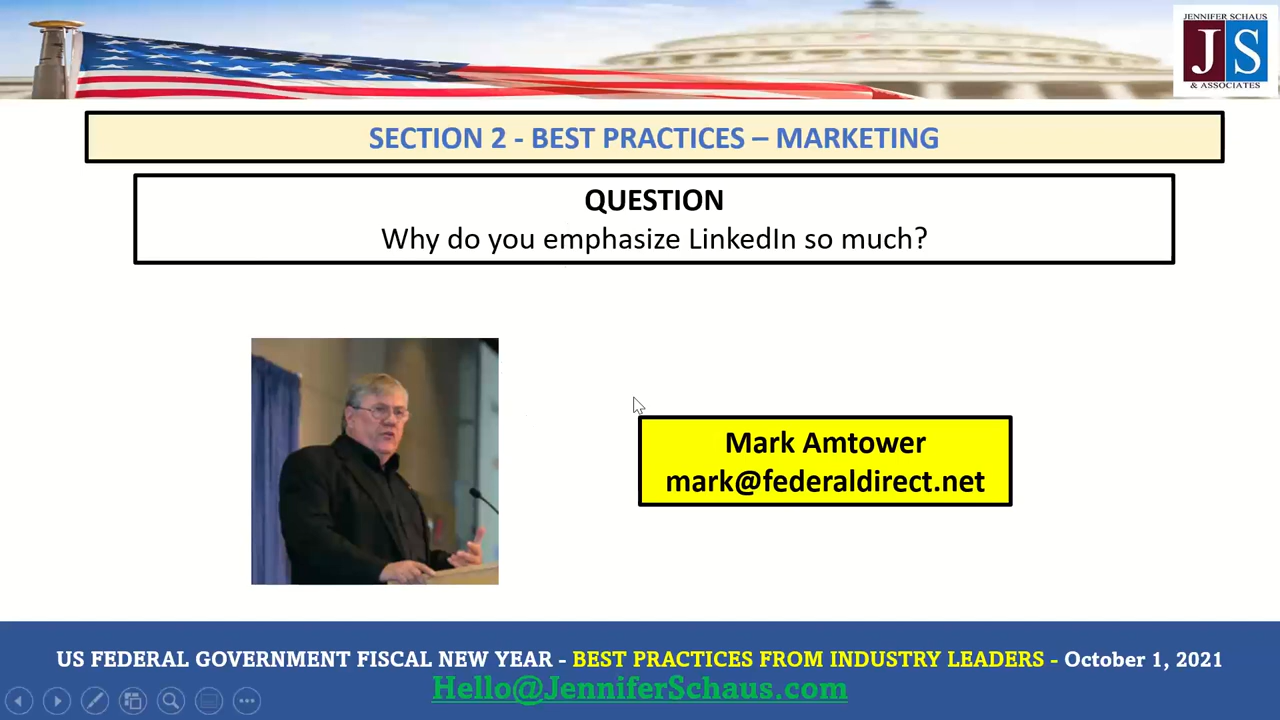 JENNIFER SCHAUS
JS
& ASSOCIATES
SECTION 2 - BEST PRACTICES – MARKETING
QUESTION
Why do you emphasize LinkedIn so much?
Mark Amtower
mark@federaldirect.net
US FEDERAL GOVERNMENT FISCAL NEW YEAR - BEST PRACTICES FROM INDUSTRY LEADERS - October 1, 2021
Hello@JenniferSchaus.com